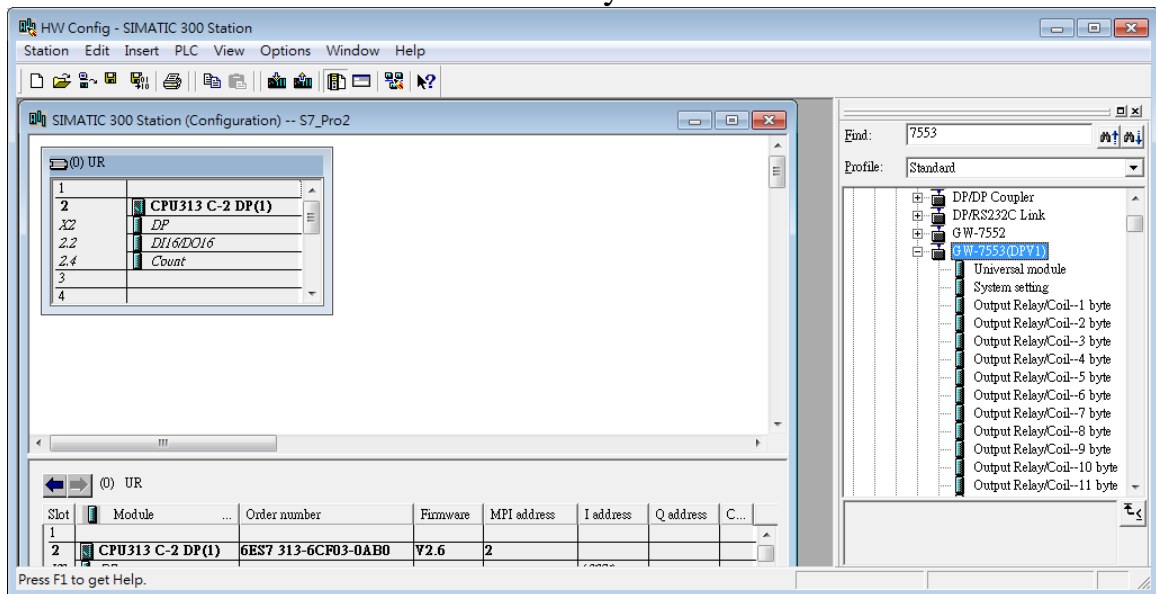 HW Config - SIMATIC 300 Station
Station Edit Insert PLC View Options Window Help
SIMATIC 300 Station (Configuration) -- S7_Pro2
(0) UR
1
2 CPU313 C-2 DP(1)
X2 DP
2.2 DI16/DO16
2.4 Count
3
4
(0) UR
Slot Module ... Order number Firmware MPI address I address Q address C...
1
2 CPU313 C-2 DP(1) 6ES7 313-6CF03-0AB0 V2.6 2
Find: 7553
Profile: Standard
DP/DP Coupler
DP/RS232C Link
GW-7552
GW-7553(DPV1)
Universal module
System setting
Output Relay/Coil--1 byte
Output Relay/Coil--2 byte
Output Relay/Coil--3 byte
Output Relay/Coil--4 byte
Output Relay/Coil--5 byte
Output Relay/Coil--6 byte
Output Relay/Coil--7 byte
Output Relay/Coil--8 byte
Output Relay/Coil--9 byte
Output Relay/Coil--10 byte
Output Relay/Coil--11 byte
Press F1 to get Help.